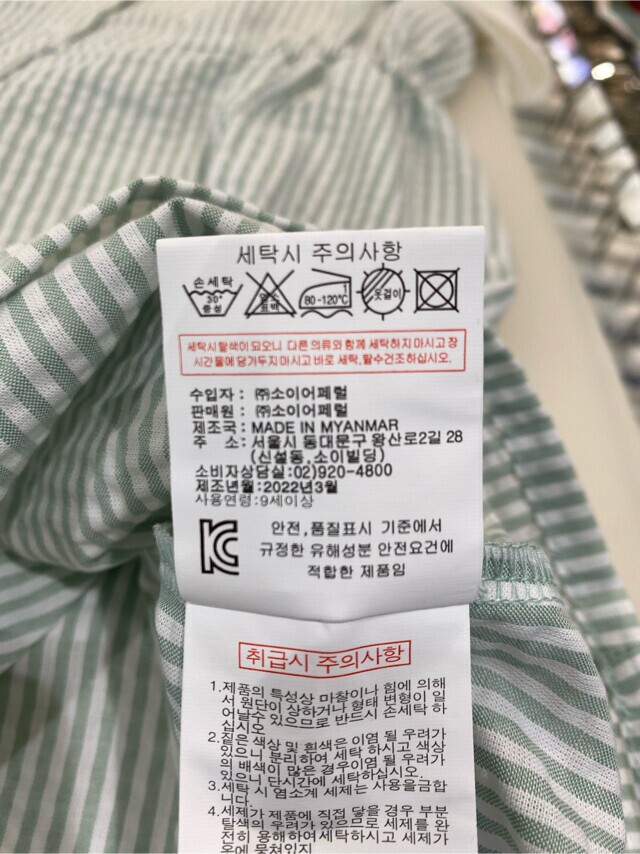 세탁시 주의사항
손세탁
30°
중성
염소
표백
80-120℃
옷걸이
세탁시탈색이되오니 다른의류와함께세탁하지마시고장
시간물에담가두지마시고바로세탁,탈수건조하십시오.
수입자 : ㈜소이어페럴
판매원 : ㈜소이어페럴
제조국 : MADE IN MYANMAR
주 소 : 서울시 동대문구 왕산로2길 28
(신설동, 소이빌딩)
소비자상담실:02)920-4800
제조년월:2022년3월
사용연령:9세이상
안전,품질표시 기준에서
규정한 유해성분 안전요건에
적합한 제품임
취급시 주의사항
1.제품의 특성상 마찰이나 힘에 의해
서 원단이 상하거나 형태 변형이 일
어날수 있으므로 반드시 손세탁 하
십시오
2.짙은색상 및 흰색은 이염 될 우려가
있으니 분리하여 세탁 하시고 색상
의 배색이 많은 경우이염 될 우려가
있으니 단시간에 세탁하십시오.
3.세탁 시 염소계 세제는 사용을금합
니다.
4.세제가 제품에 직접 닿을 경우 부분
탈색의 우려가 있으므로 세제를 완
전히 용해하여세탁하시고 세제가
옷에 뭉쳐있지